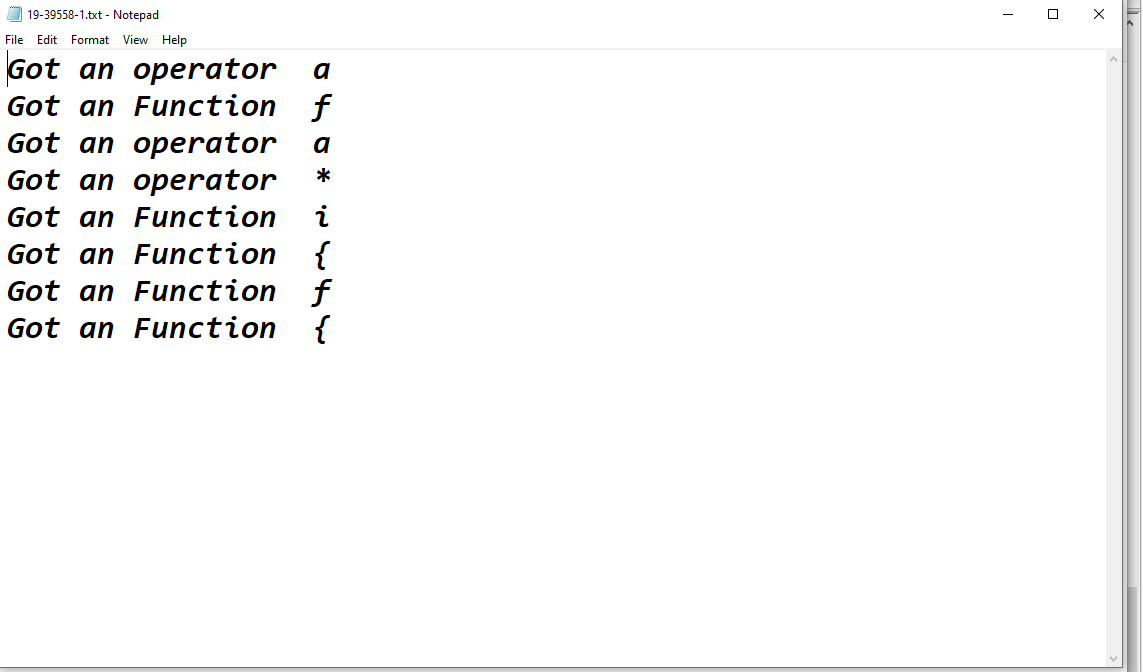 19-39558-1.txt - Notepad
File Edit Format View Help
Got an operator  a
Got an Function  f
Got an operator  a
Got an operator  *
Got an Function  i
Got an Function  {
Got an Function  f
Got an Function  {